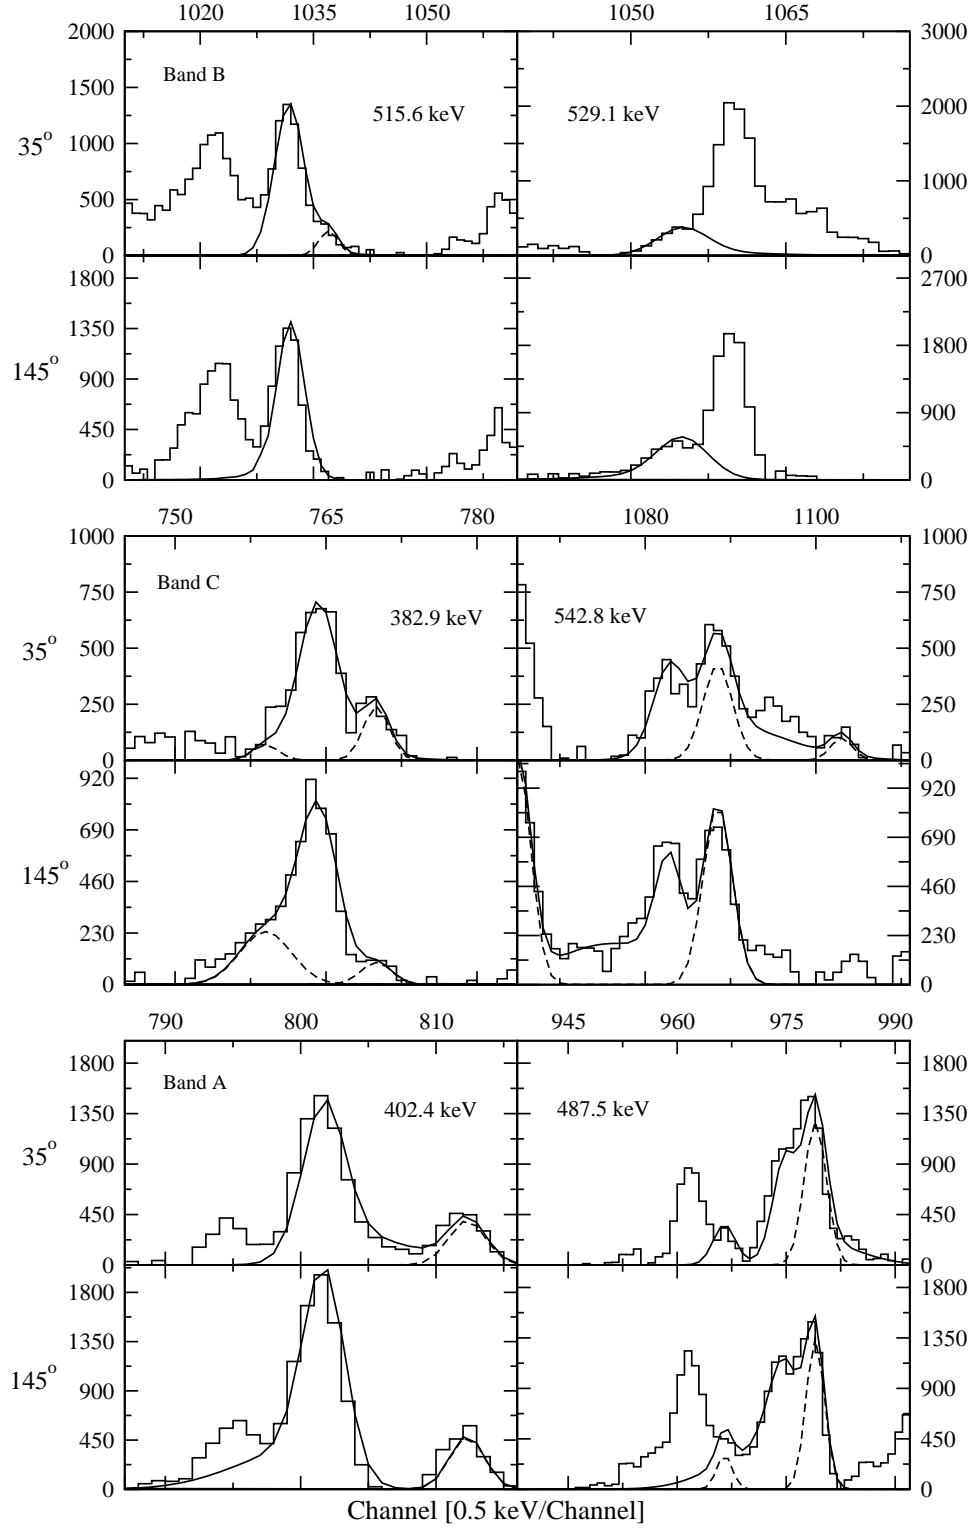 1020 1035 1050 1050 1065
2000 3000
Band B
1500
515.6 keV 529.1 keV 2000
35° 1000
1000
500
0 0
1800 2700
1350 1800
145° 900
900
450
0 0
750 765 780 1080 1100
1000 1000
Band C
750 750
382.9 keV 542.8 keV
35° 500 500
250 250
0 0
920 920
690 690
145° 460 460
230 230
0 0
790 800 810 945 960 975 990
1800 1800
Band A
402.4 keV 487.5 keV
1350 1350
35° 900 900
450 450
0 0
1800 1800
1350 1350
145° 900 900
450 450
0 0
Channel [0.5 keV/Channel]